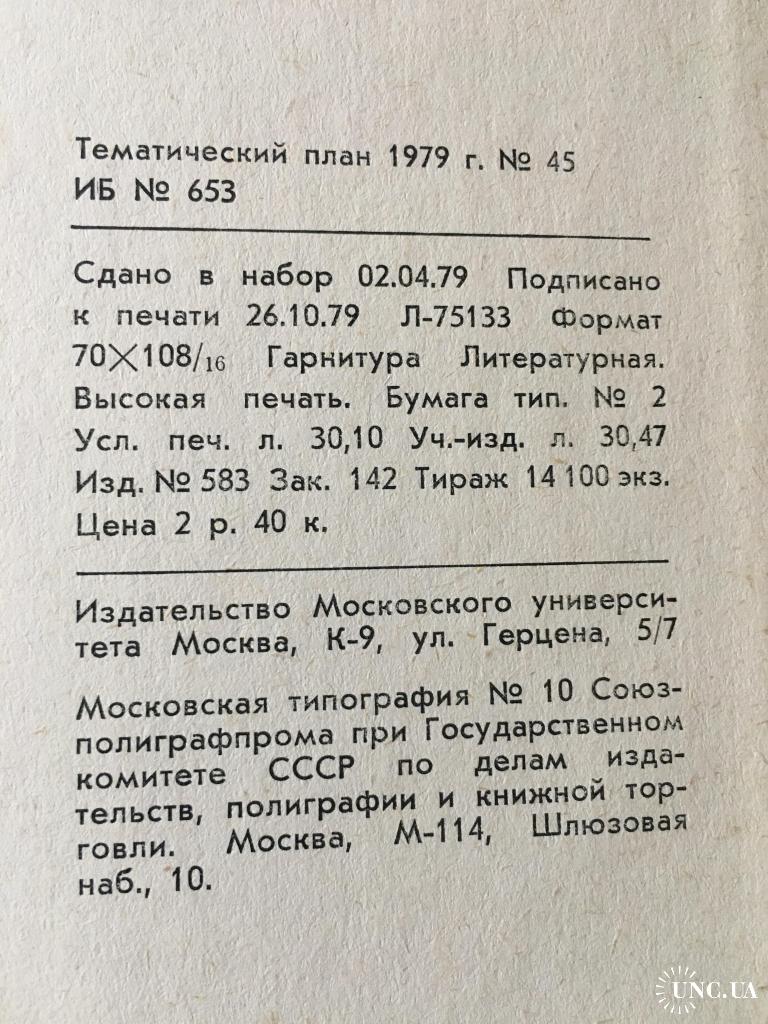 Тематический план 1979 г. № 45
ИБ № 653
Сдано в набор 02.04.79 Подписано
к печати 26.10.79 Л-75133 Формат
70×108/16 Гарнитура Литературная.
Высокая печать. Бумага тип. № 2
Усл. печ. л. 30,10 Уч.-изд. л. 30,47
Изд. № 583 Зак. 142 Тираж 14 100 экз.
Цена 2 р. 40 к.
Издательство Московского универси-
тета Москва, К-9, ул. Герцена, 5/7
Московская типография № 10 Союз-
полиграфпрома при Государственном
комитете СССР по делам изда-
тельств, полиграфии и книжной тор-
говли. Москва, М-114, Шлюзовая
наб., 10.
UNC.UA